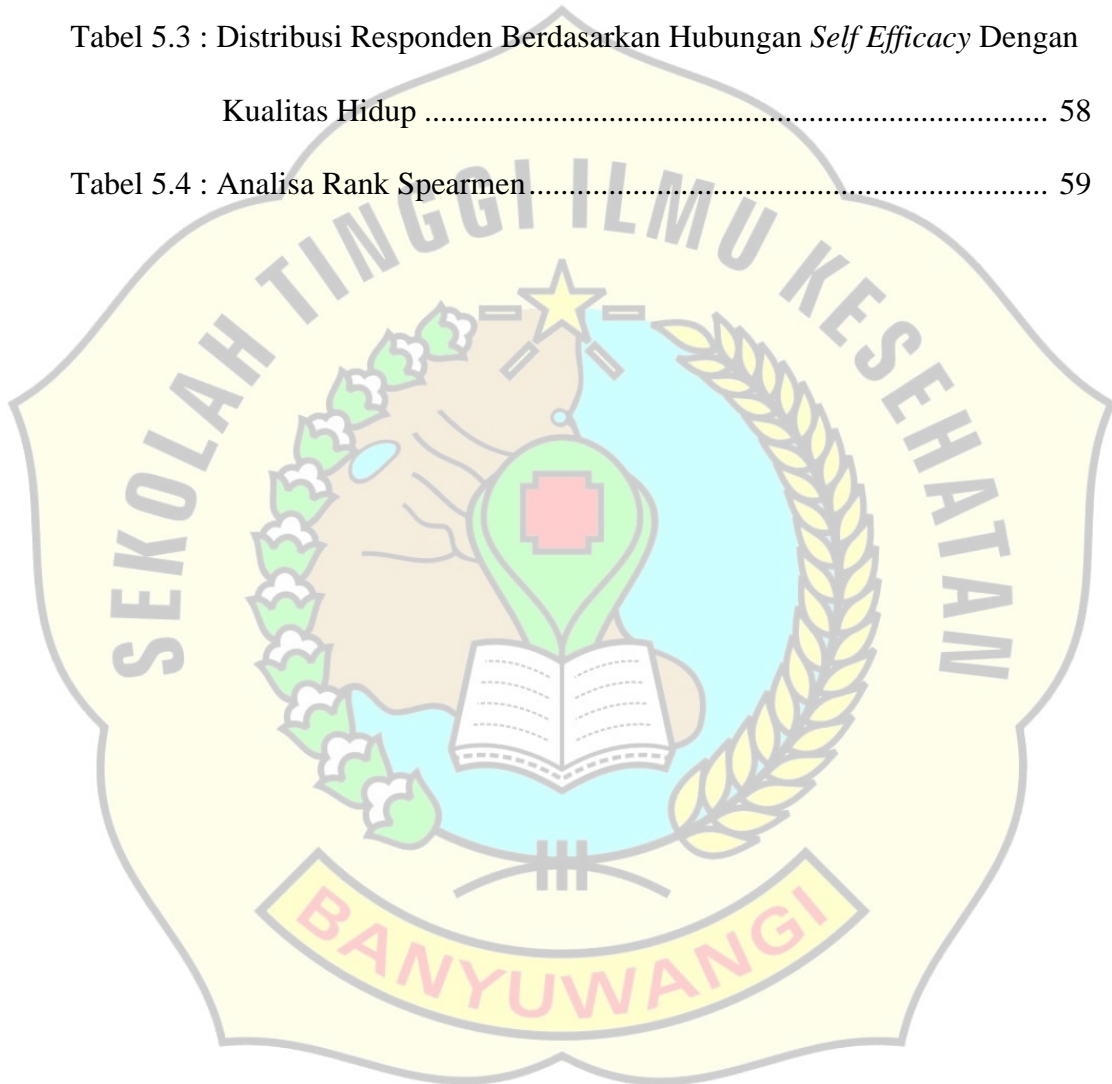 Tabel 5.3 : Distribusi Responden Berdasarkan Hubungan Self Efficacy Dengan
Kualitas Hidup .............................................................................. 58
Tabel 5.4 : Analisa Rank Spearmen ................................................................. 59
SEKOLAH TINGGI ILMU KESEHATAN
BANYUWANGI